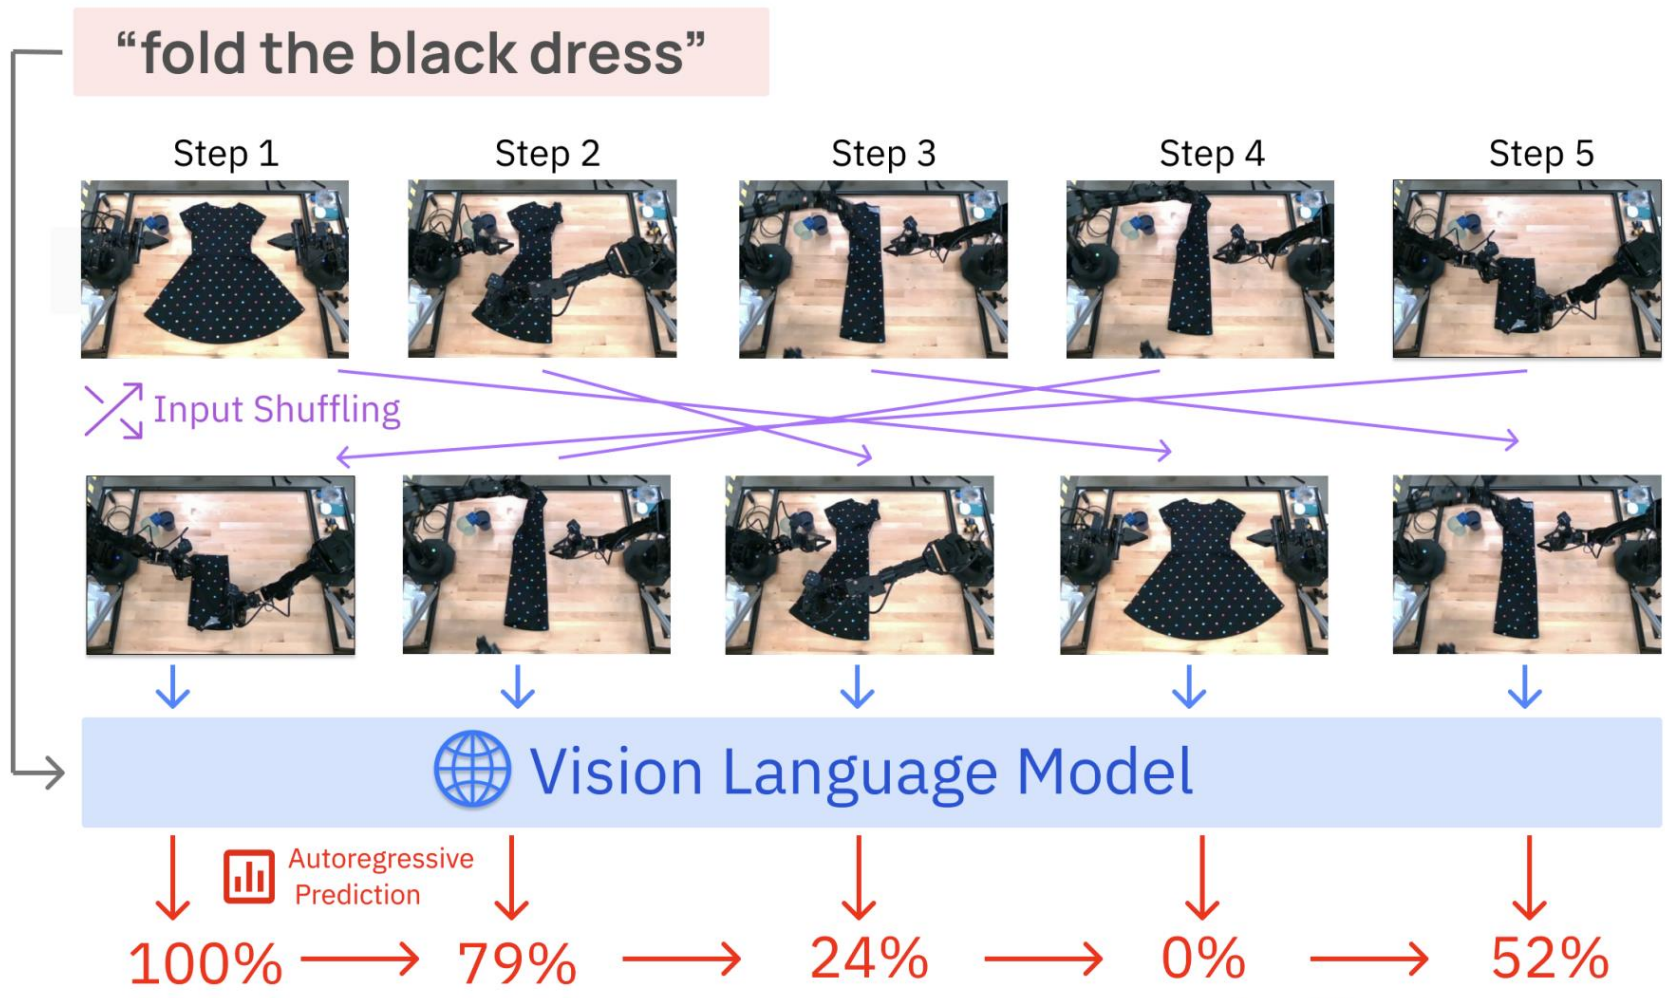 “fold the black dress”
Step 1
Step 2
Step 3
Step 4
Step 5
Input Shuffling
Vision Language Model
Autoregressive
Prediction
100%
79%
24%
0%
52%